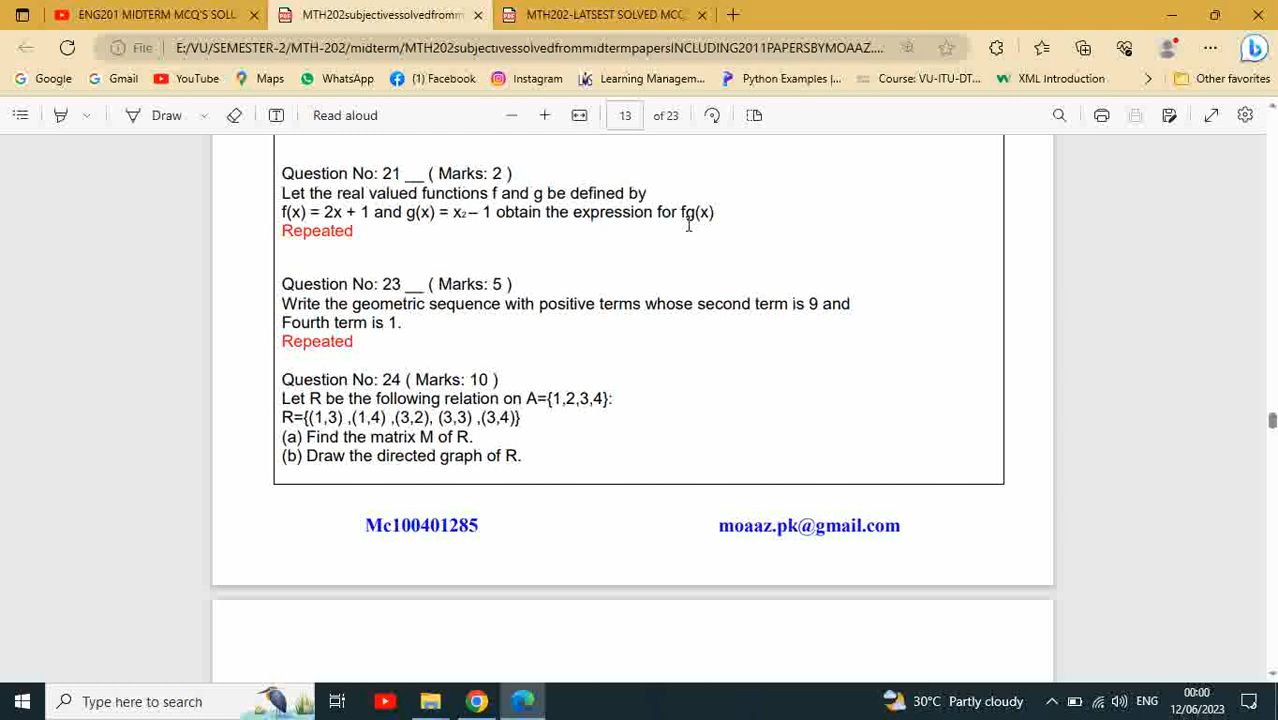 ENG201 MIDTERM MCQ'S SOLU
MTH202subjectivessolvedfrommi
MTH202-LATSEST SOLVED MCQ
File
E:/VU/SEMESTER-2/MTH-202/midterm/MTH202subjectivessolvedfrommidtermpapersINCLUDING2011PAPERSBYMOAAZ....
Google
Gmail
YouTube
Maps
WhatsApp
(1) Facebook
Instagram
Learning Managem...
Python Examples |...
Course: VU-ITU-DT...
XML Introduction
Other favorites
Draw
Read aloud
13
of 23
Question No: 21 __ ( Marks: 2 )
Let the real valued functions f and g be defined by
f(x) = 2x + 1 and g(x) = x2 – 1 obtain the expression for fg(x)
Repeated
Question No: 23 __ ( Marks: 5 )
Write the geometric sequence with positive terms whose second term is 9 and
Fourth term is 1.
Repeated
Question No: 24 ( Marks: 10 )
Let R be the following relation on A={1,2,3,4}:
R={(1,3) ,(1,4) ,(3,2), (3,3) ,(3,4)}
(a) Find the matrix M of R.
(b) Draw the directed graph of R.
Mc100401285
moaaz.pk@gmail.com
Type here to search
30°C Partly cloudy
ENG
00:00
12/06/2023